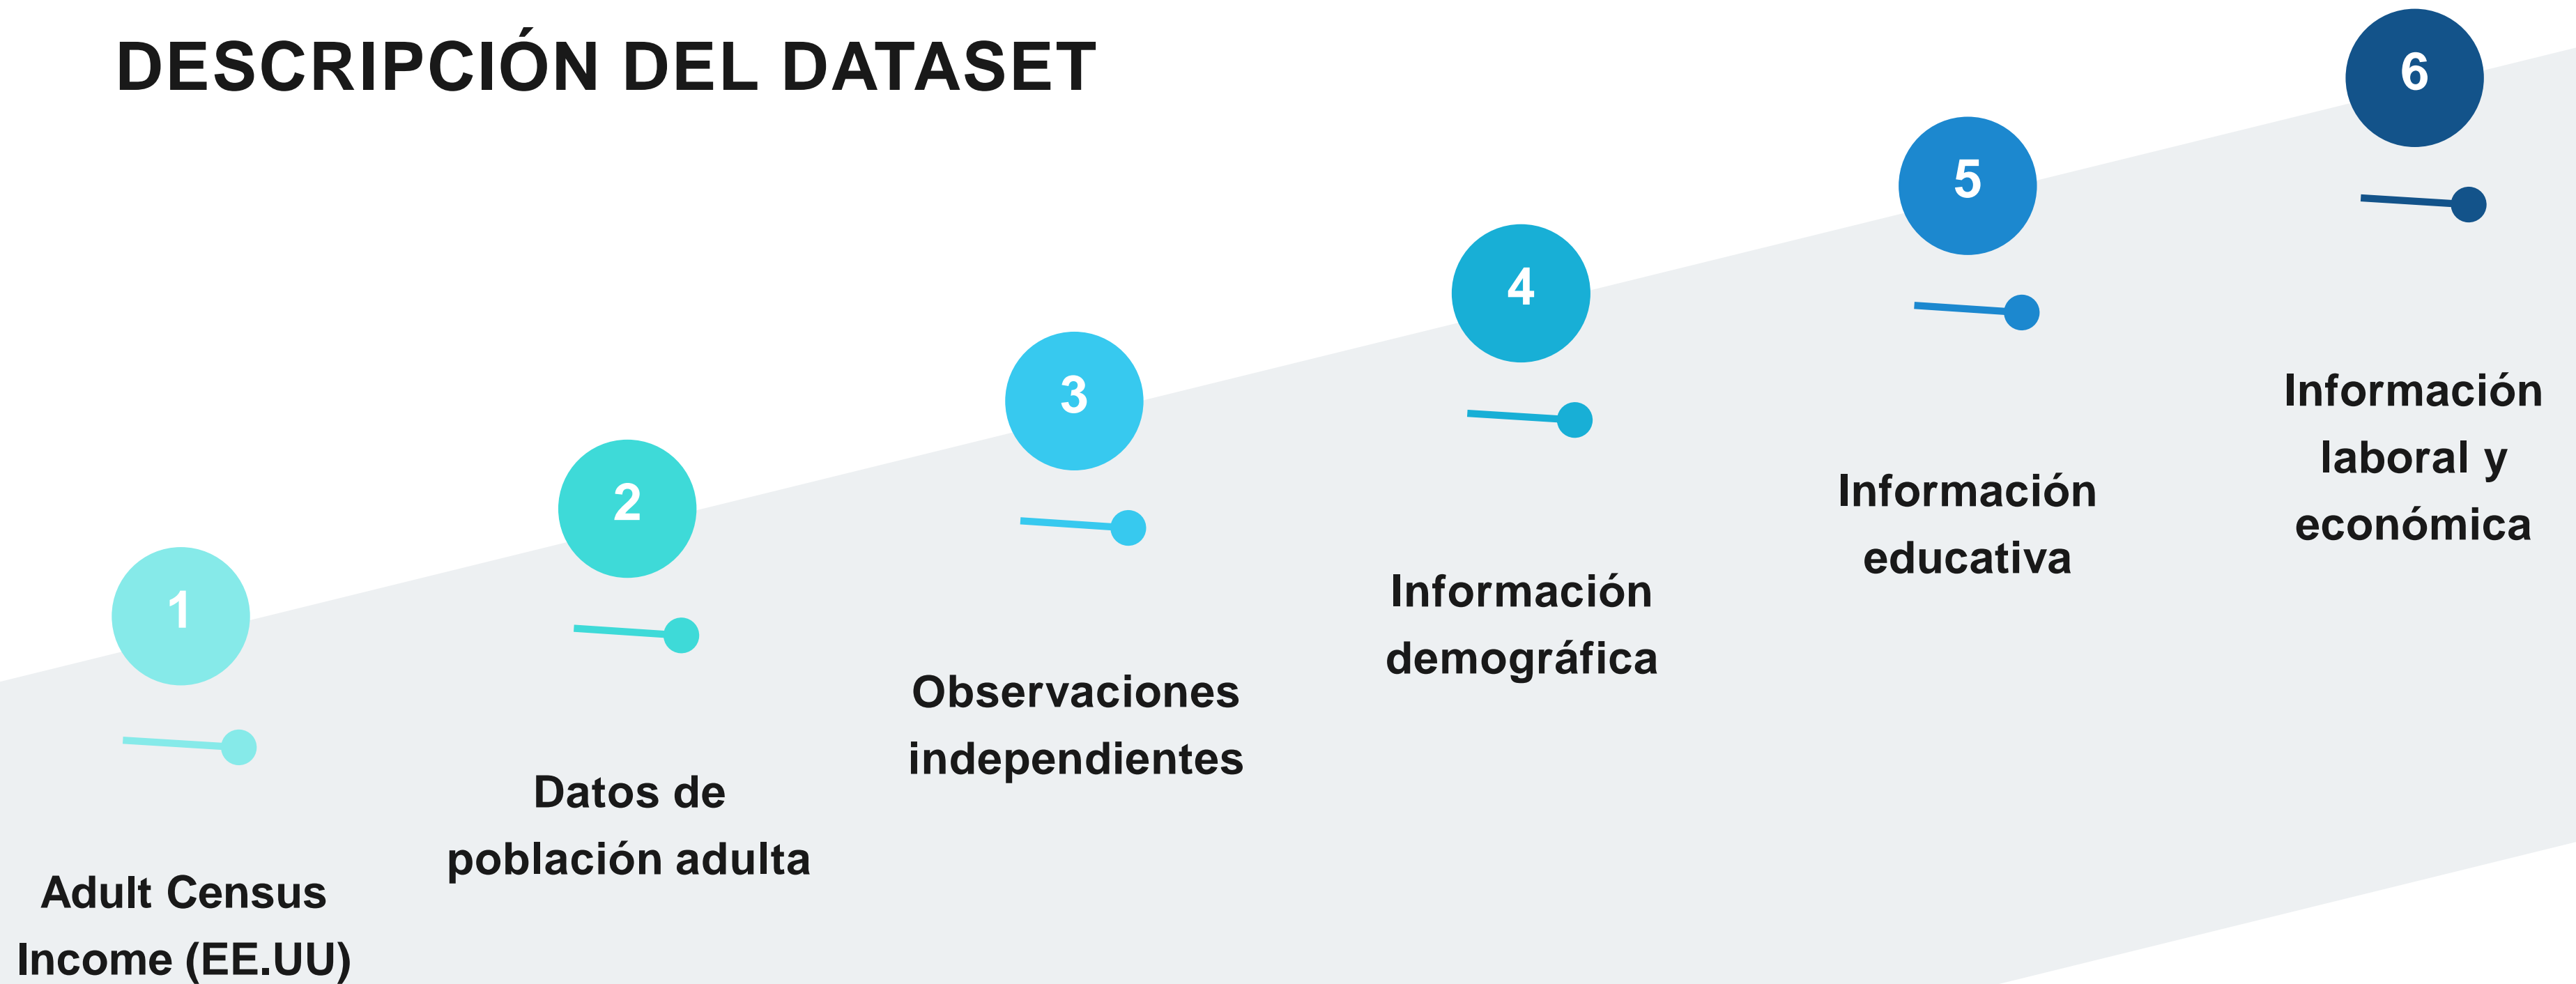 DESCRIPCIÓN DEL DATASET
1
Adult Census
Income (EE.UU)
2
Datos de
población adulta
3
Observaciones
independientes
4
Información
demográfica
5
Información
educativa
6
Información
laboral y
económica